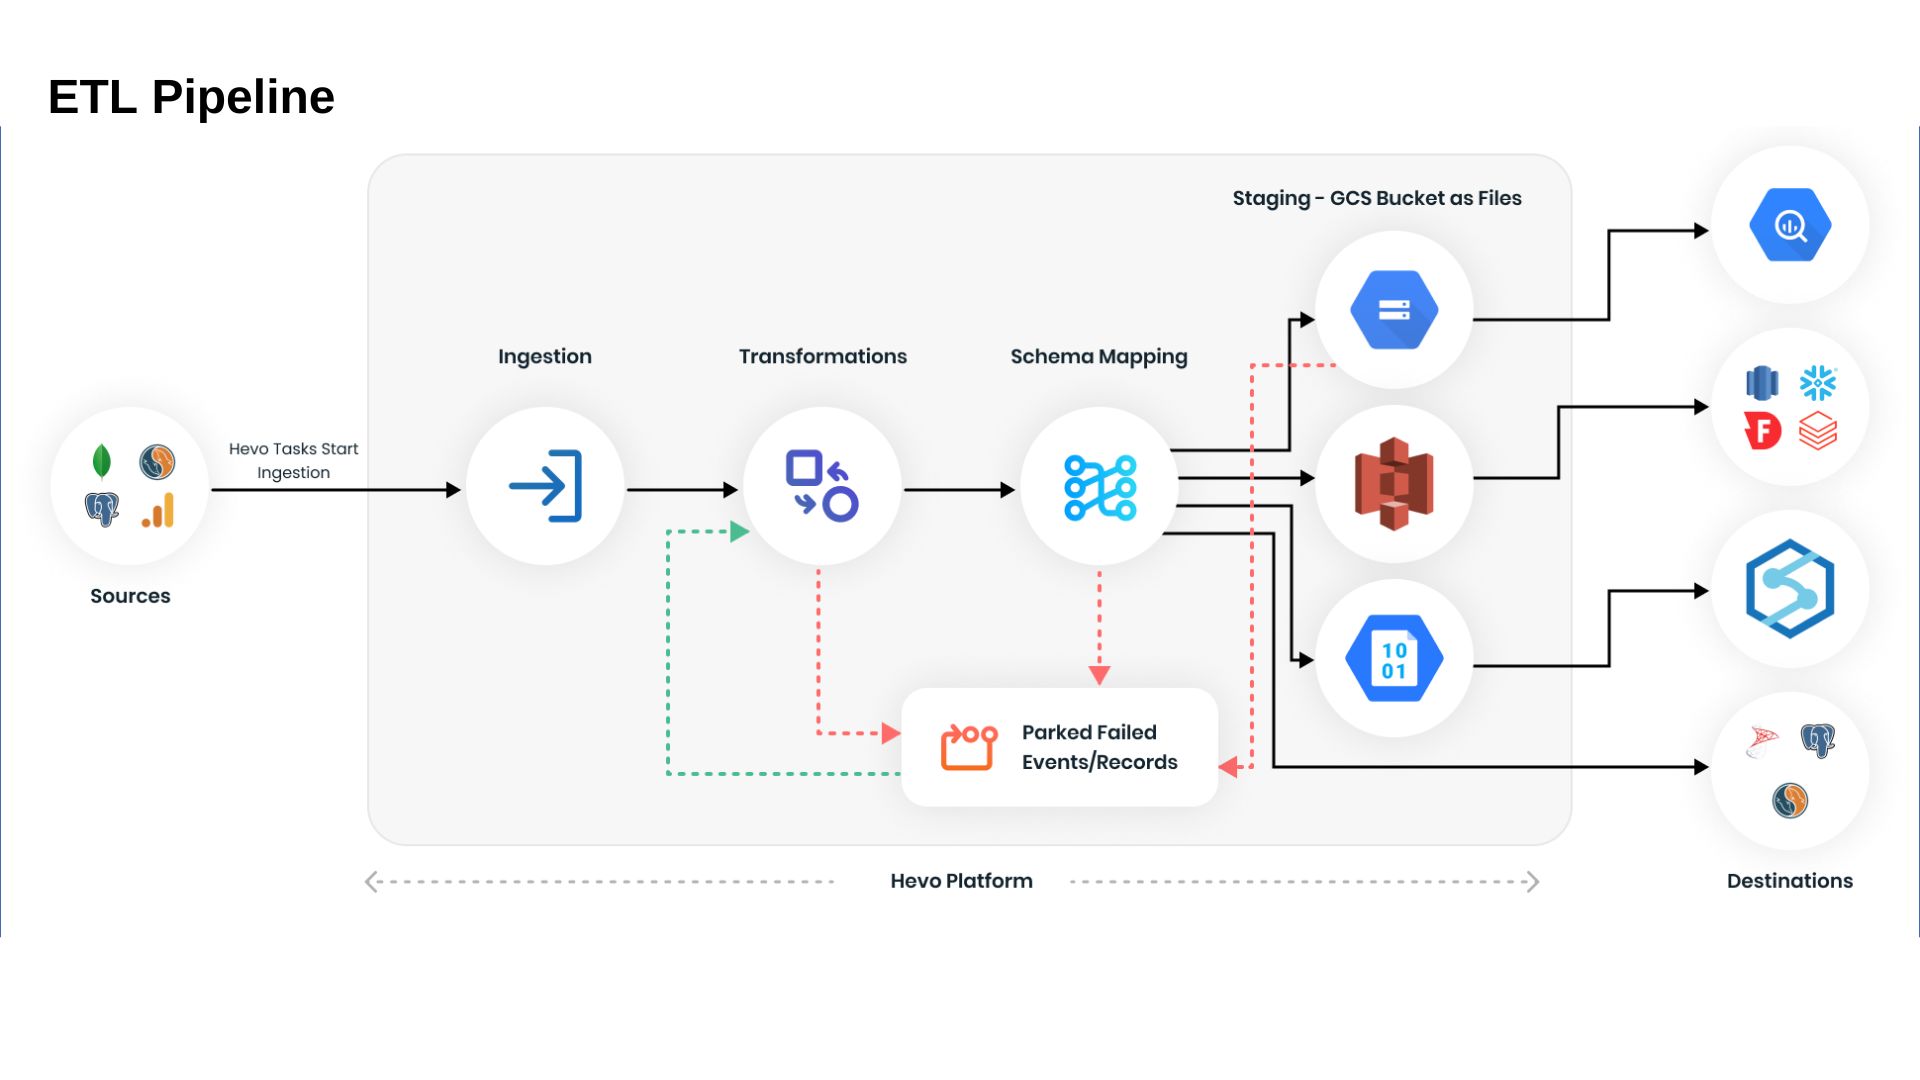 ETL Pipeline
Staging - GCS Bucket as Files
Ingestion
Transformations
Schema Mapping
Hevo Tasks Start
Ingestion
Sources
10
01
Parked Failed
Events/Records
Hevo Platform
Destinations